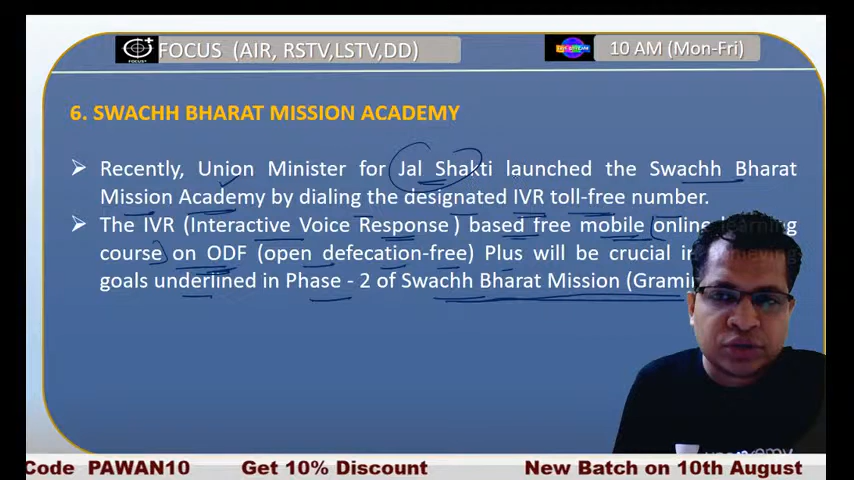 FOCUS (AIR, RSTV,LSTV,DD)
10 AM (Mon-Fri)
6. SWACHH BHARAT MISSION ACADEMY
Recently, Union Minister for Jal Shakti launched the Swachh Bharat
Mission Academy by dialing the designated IVR toll-free number.
The IVR (Interactive Voice Response ) based free mobile online learning
course on ODF (open defecation-free) Plus will be crucial in achieving
goals underlined in Phase - 2 of Swachh Bharat Mission
Code PAWAN10 Get 10% Discount New Batch on 10th August